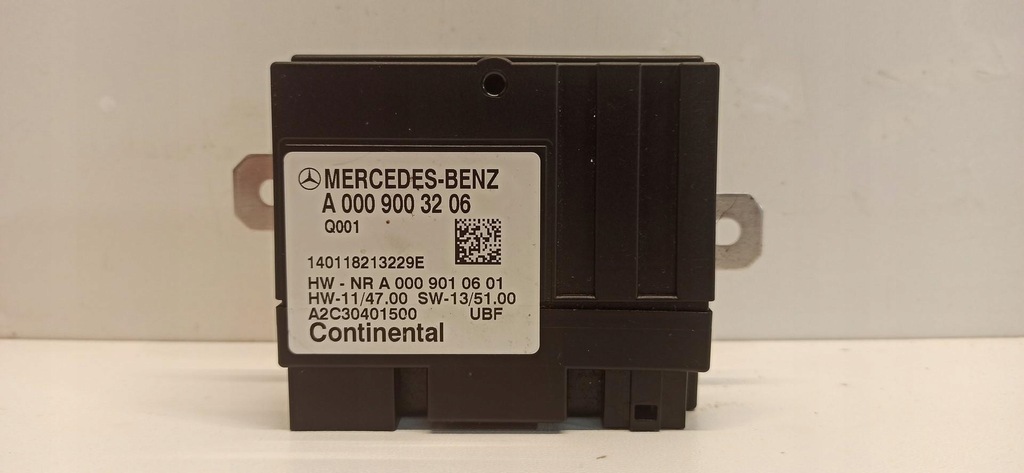 MERCEDES-BENZ
A 000 900 32 06
Q001
140118213229E
HW - NR A 000 901 06 01
HW-11/47.00 SW-13/51.00
A2C30401500 UBF
Continental